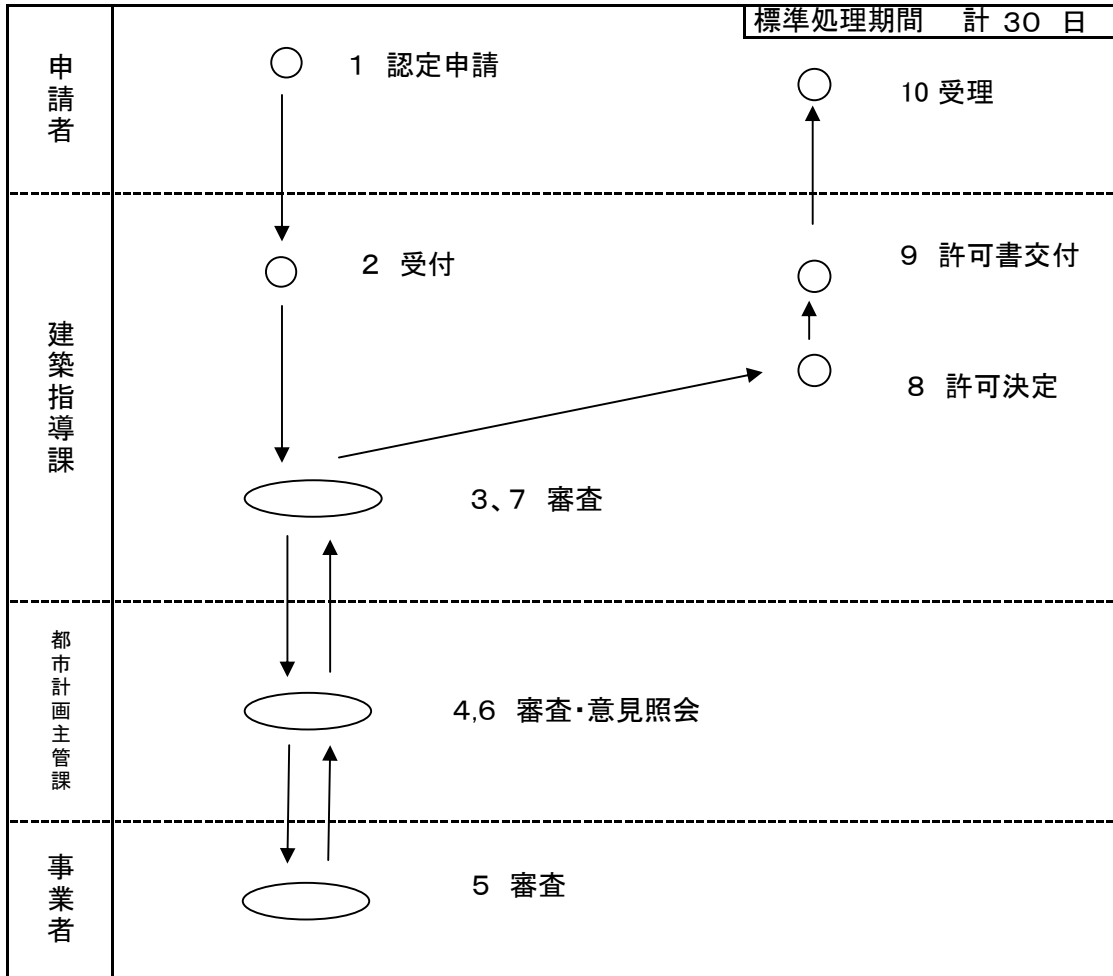 標準処理期間 計 30 日
申請者
1 認定申請
10 受理
建築指導課
2 受付
9 許可書交付
8 許可決定
3、7 審査
都市計画主管課
4,6 審査・意見照会
事業者
5 審査